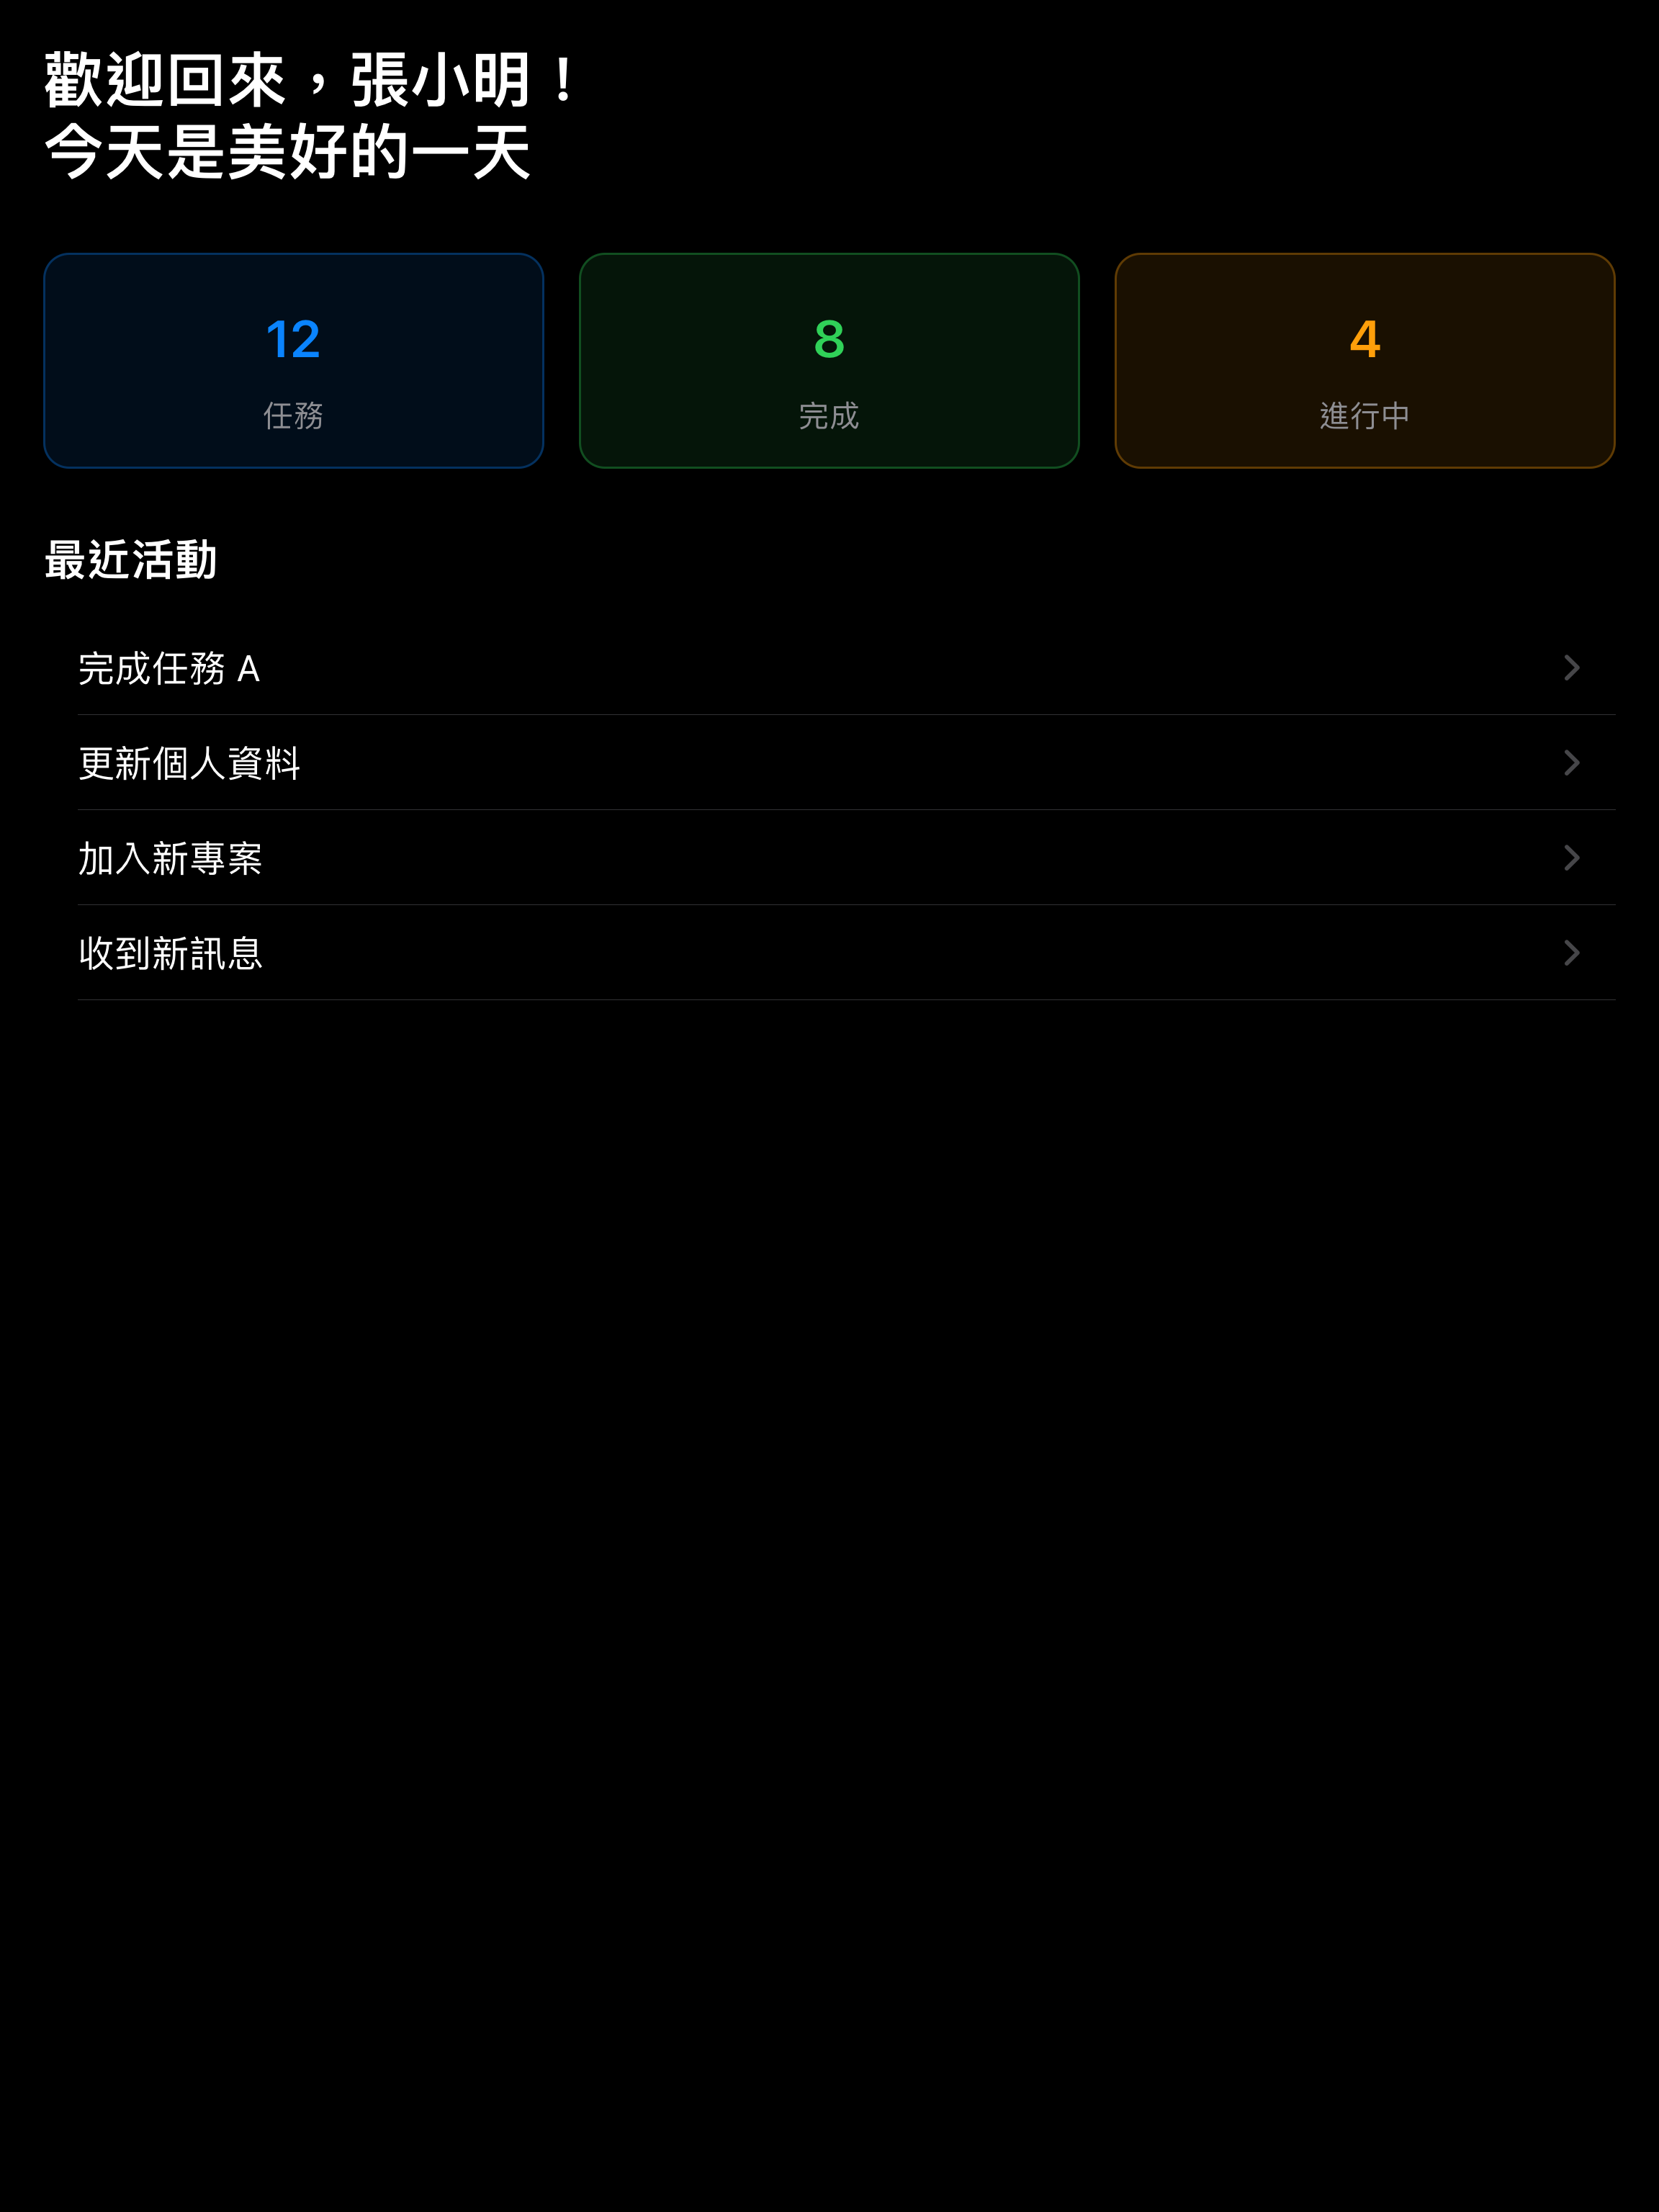 歡迎回來，張小明！
今天是美好的一天
12
任務
8
完成
4
進行中
最近活動
完成任務 A
更新個人資料
加入新專案
收到新訊息